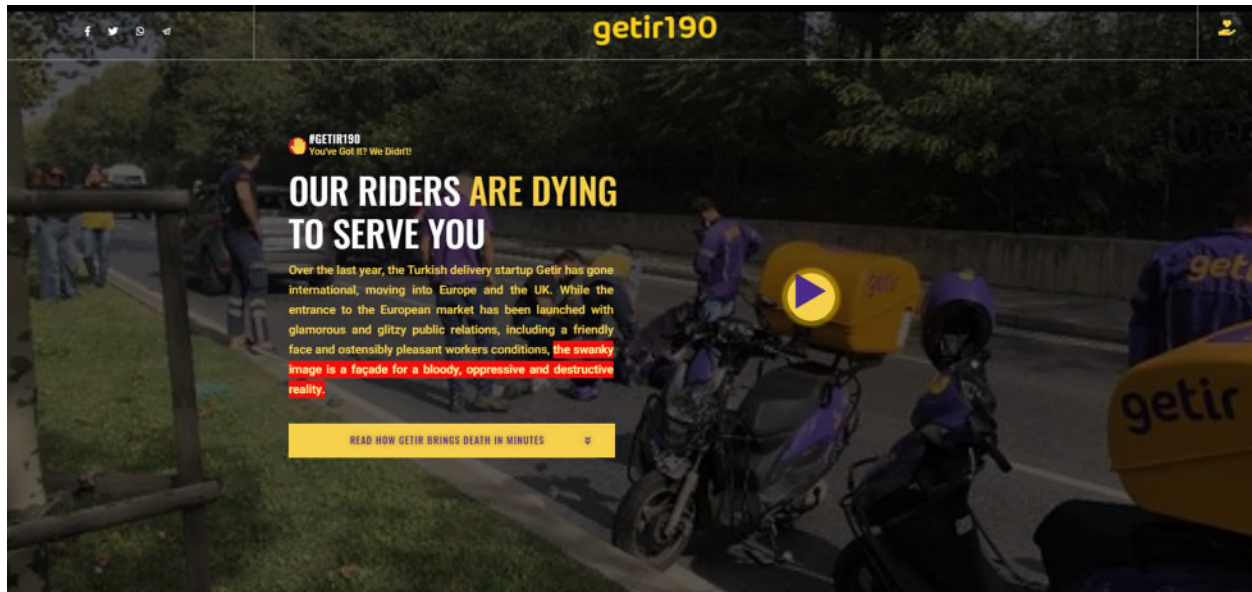 getir190
#GETIR190
You've Got It? We Didn't!
OUR RIDERS ARE DYING
TO SERVE YOU
Over the last year, the Turkish delivery startup Getir has gone
international, moving into Europe and the UK. While the
entrance to the European market has been launched with
glamorous and glitzy public relations, including a friendly
face and ostensibly pleasant workers conditions, the swanky
image is a façade for a bloody, oppressive and destructive
reality.
READ HOW GETIR BRINGS DEATH IN MINUTES
getir
geti
getir